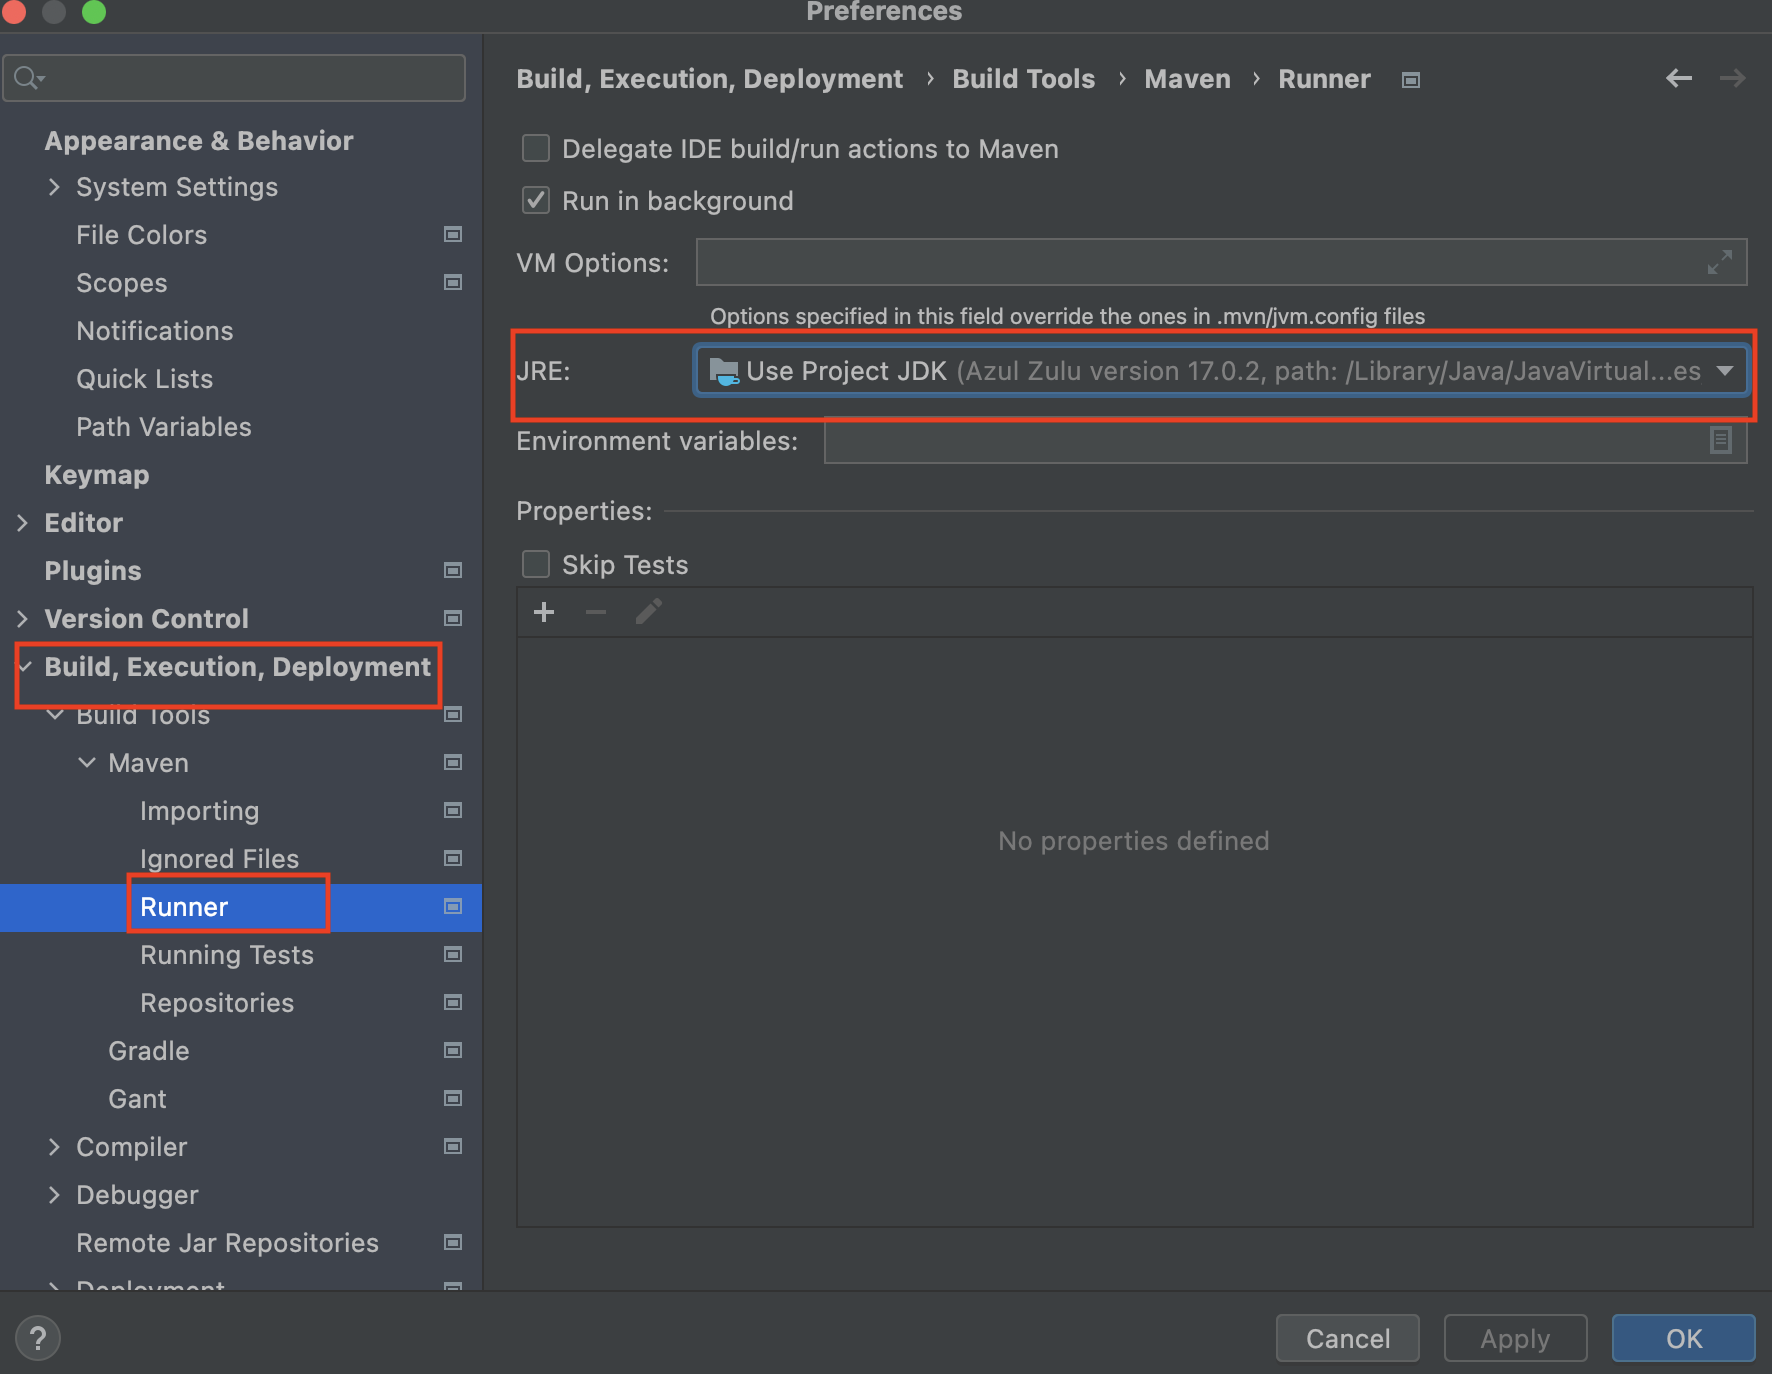 Preferences
Build, Execution, Deployment › Build Tools › Maven › Runner
Appearance & Behavior
System Settings
File Colors
Scopes
Notifications
Quick Lists
Path Variables
Keymap
Editor
Plugins
Version Control
Build, Execution, Deployment
Build Tools
Maven
Importing
Ignored Files
Runner
Running Tests
Repositories
Gradle
Gant
Compiler
Debugger
Remote Jar Repositories
Deployment
Delegate IDE build/run actions to Maven
Run in background
VM Options:
Options specified in this field override the ones in .mvn/jvm.config files
JRE: Use Project JDK (Azul Zulu version 17.0.2, path: /Library/Java/JavaVirtual...es
Environment variables:
Properties:
Skip Tests
No properties defined
?
Cancel Apply OK